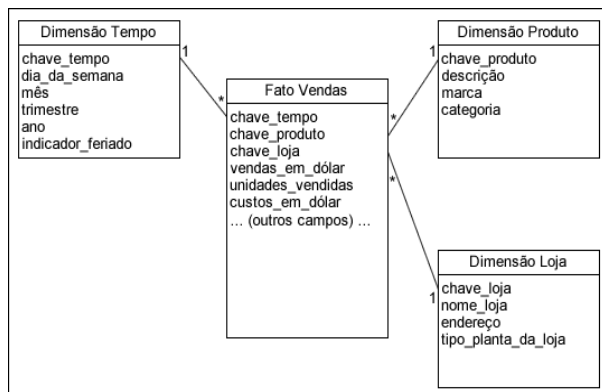 Dimensão Tempo
chave_tempo
dia_da_semana
mês
trimestre
ano
indicador_feriado
1
*
Fato Vendas
chave_tempo
chave_produto
chave_loja
vendas_em_dólar
unidades_vendidas
custos_em_dólar
... (outros campos) ...
Dimensão Produto
chave_produto
descrição
marca
categoria
1
*
*
1
Dimensão Loja
chave_loja
nome_loja
endereço
tipo_planta_da_loja